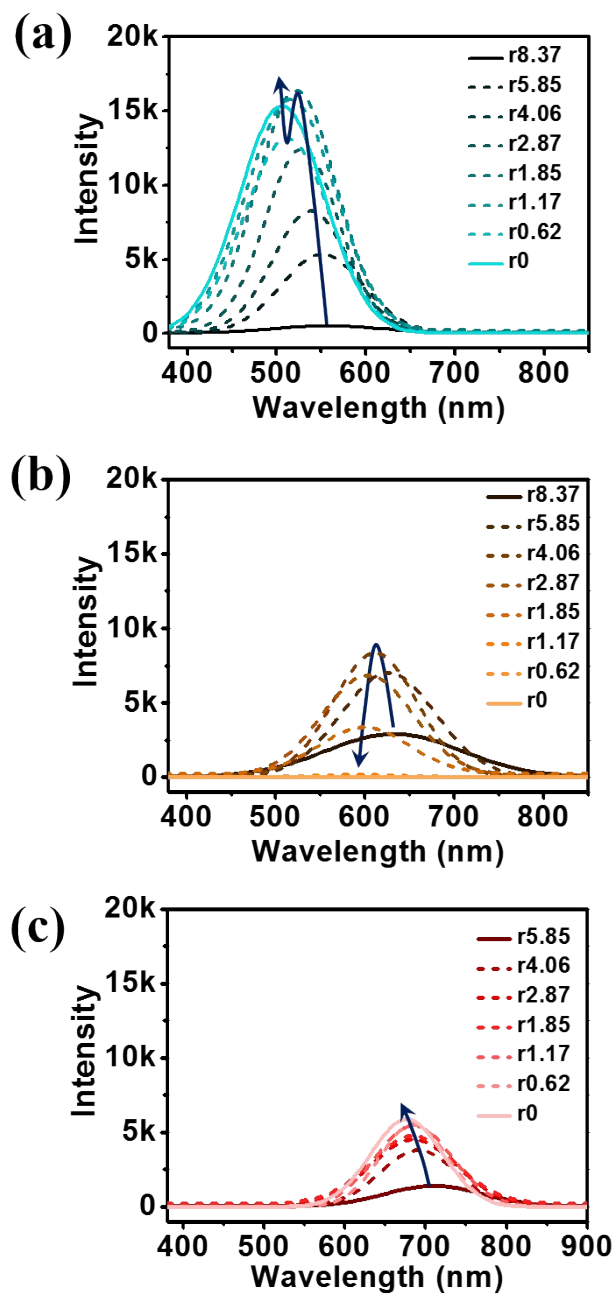 (a)
20k
15k
10k
5k
0
Intensity
r8.37
r5.85
r4.06
r2.87
r1.85
r1.17
r0.62
r0
400 500 600 700 800
Wavelength (nm)
(b)
20k
15k
10k
5k
0
Intensity
r8.37
r5.85
r4.06
r2.87
r1.85
r1.17
r0.62
r0
400 500 600 700 800
Wavelength (nm)
(c)
20k
15k
10k
5k
0
Intensity
r5.85
r4.06
r2.87
r1.85
r1.17
r0.62
r0
400 500 600 700 800 900
Wavelength (nm)